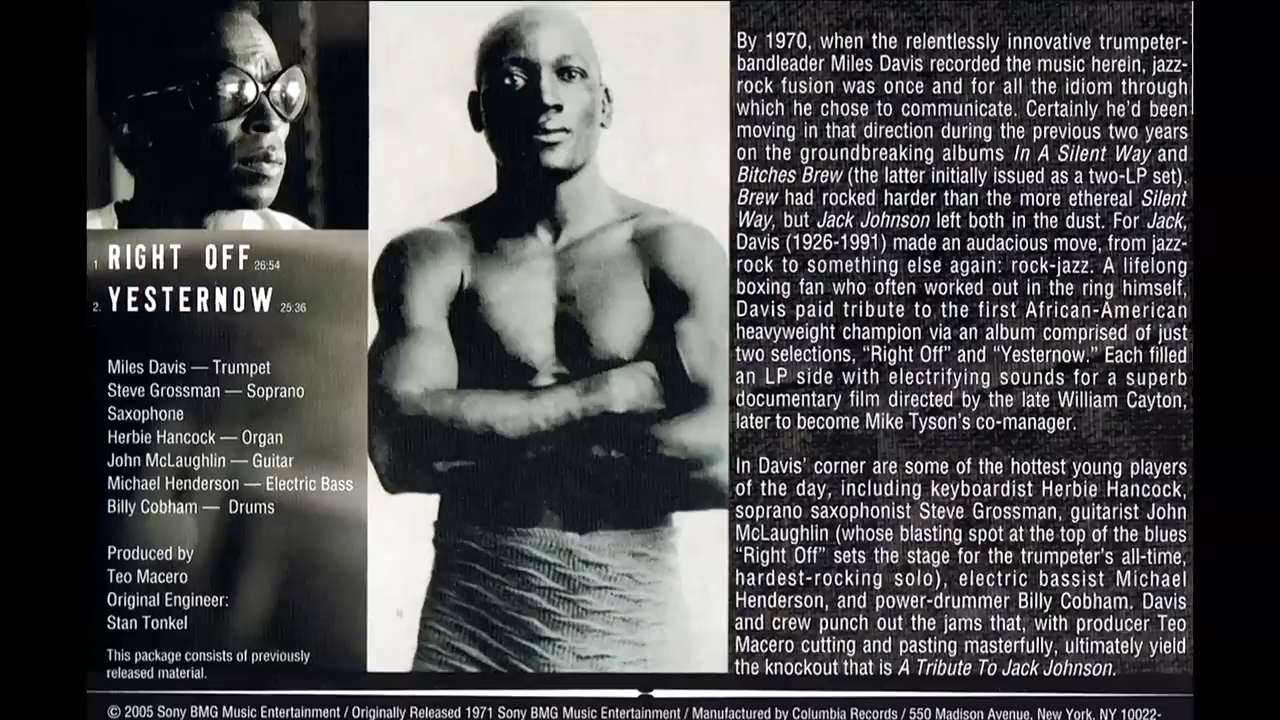 1 RIGHT OFF 26:54
2. YESTERNOW 25:36
Miles Davis — Trumpet
Steve Grossman — Soprano
Saxophone
Herbie Hancock — Organ
John McLaughlin — Guitar
Michael Henderson — Electric Bass
Billy Cobham — Drums
Produced by
Teo Macero
Original Engineer:
Stan Tonkel
This package consists of previously
released material.
By 1970, when the relentlessly innovative trumpeter-
bandleader Miles Davis recorded the music herein, jazz-
rock fusion was once and for all the idiom through
which he chose to communicate. Certainly he'd been
moving in that direction during the previous two years
on the groundbreaking albums In A Silent Way and
Bitches Brew (the latter initially issued as a two-LP set).
Brew had rocked harder than the more ethereal Silent
Way, but Jack Johnson left both in the dust. For Jack,
Davis (1926-1991) made an audacious move, from jazz-
rock to something else again: rock-jazz. A lifelong
boxing fan who often worked out in the ring himself,
Davis paid tribute to the first African-American
heavyweight champion via an album comprised of just
two selections, “Right Off” and “Yesternow.” Each filled
an LP side with electrifying sounds for a superb
documentary film directed by the late William Cayton,
later to become Mike Tyson's co-manager.
In Davis' corner are some of the hottest young players
of the day, including keyboardist Herbie Hancock,
soprano saxophonist Steve Grossman, guitarist John
McLaughlin (whose blasting spot at the top of the blues
“Right Off” sets the stage for the trumpeter's all-time,
hardest-rocking solo), electric bassist Michael
Henderson, and power-drummer Billy Cobham. Davis
and crew punch out the jams that, with producer Teo
Macero cutting and pasting masterfully, ultimately yield
the knockout that is A Tribute To Jack Johnson.
© 2005 Sony BMG Music Entertainment / Originally Released 1971 Sony BMG Music Entertainment / Manufactured by Columbia Records / 550 Madison Avenue, New York, NY 10022-